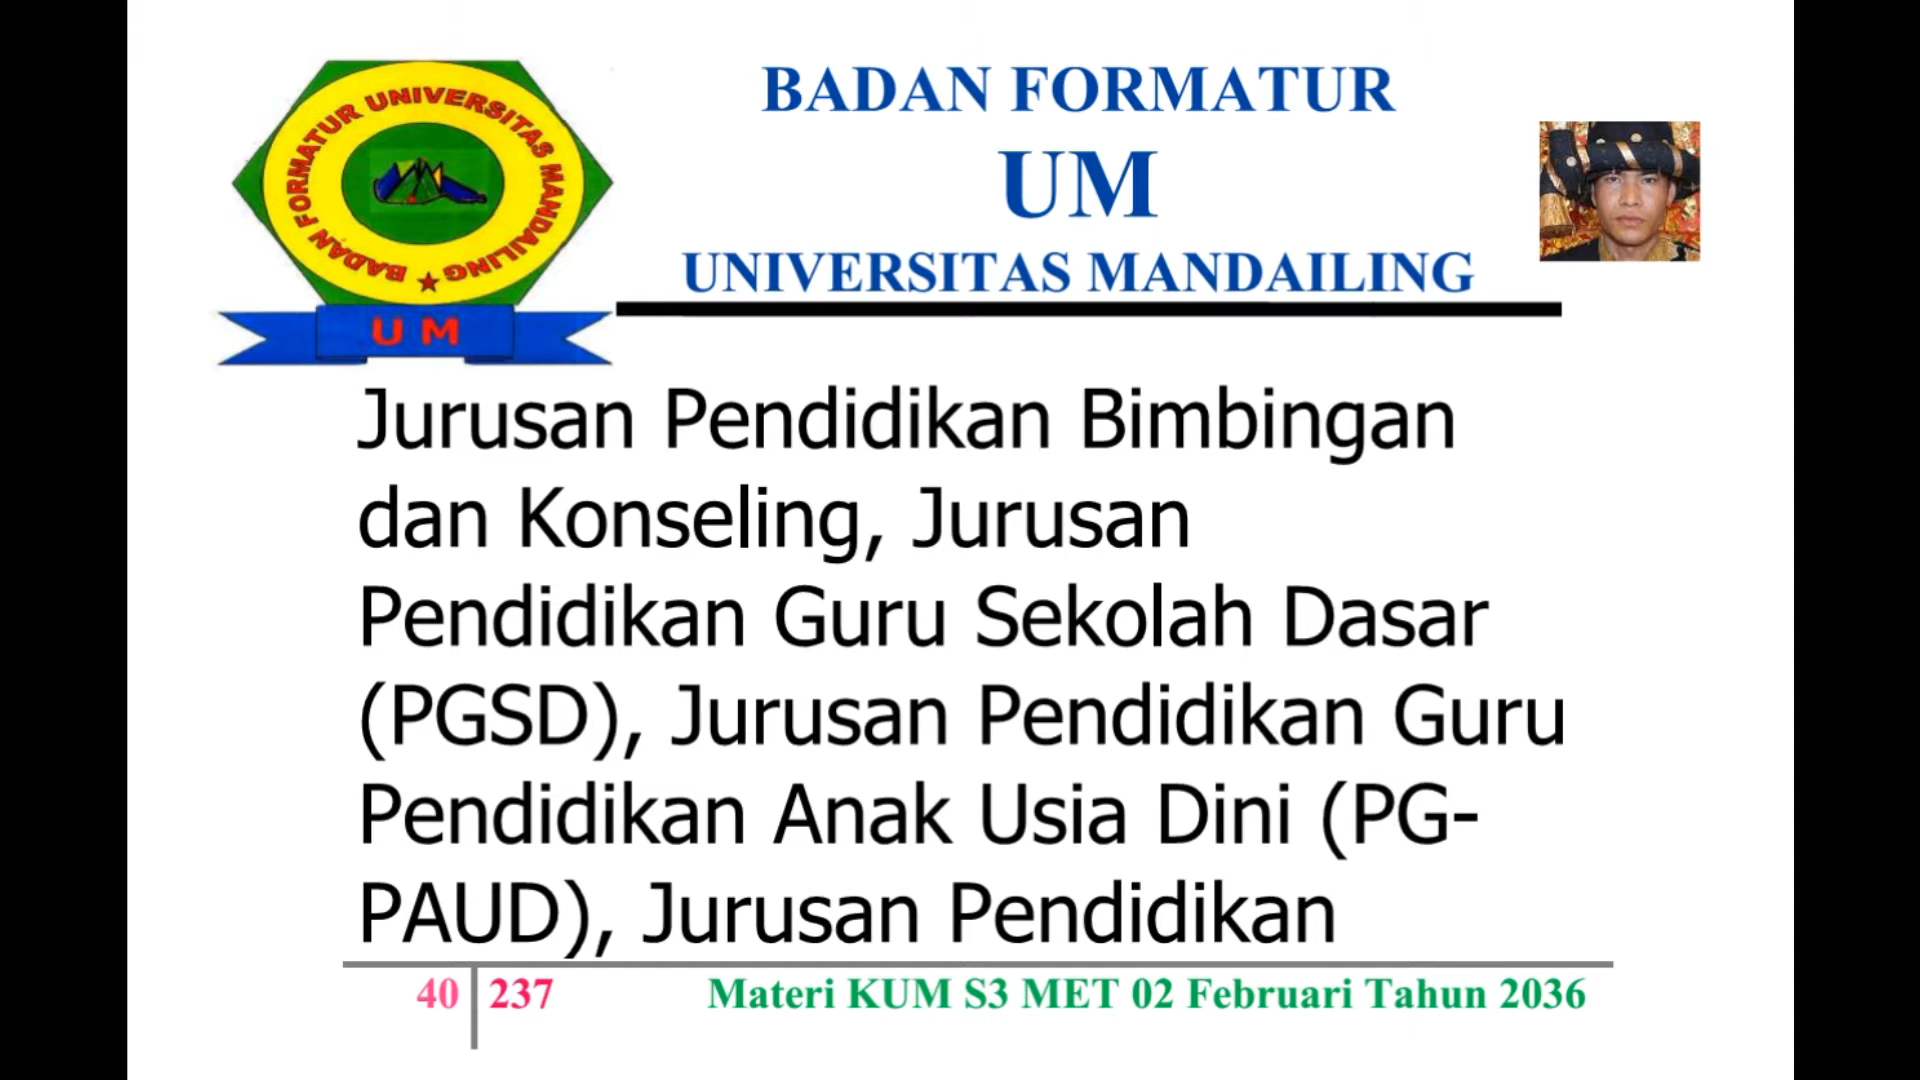 BADAN FORMATUR UNIVERSITAS MANDAILING
U M
BADAN FORMATUR
UM
UNIVERSITAS MANDAILING
Jurusan Pendidikan Bimbingan
dan Konseling, Jurusan
Pendidikan Guru Sekolah Dasar
(PGSD), Jurusan Pendidikan Guru
Pendidikan Anak Usia Dini (PG-
PAUD), Jurusan Pendidikan
40 237 Materi KUM S3 MET 02 Februari Tahun 2036